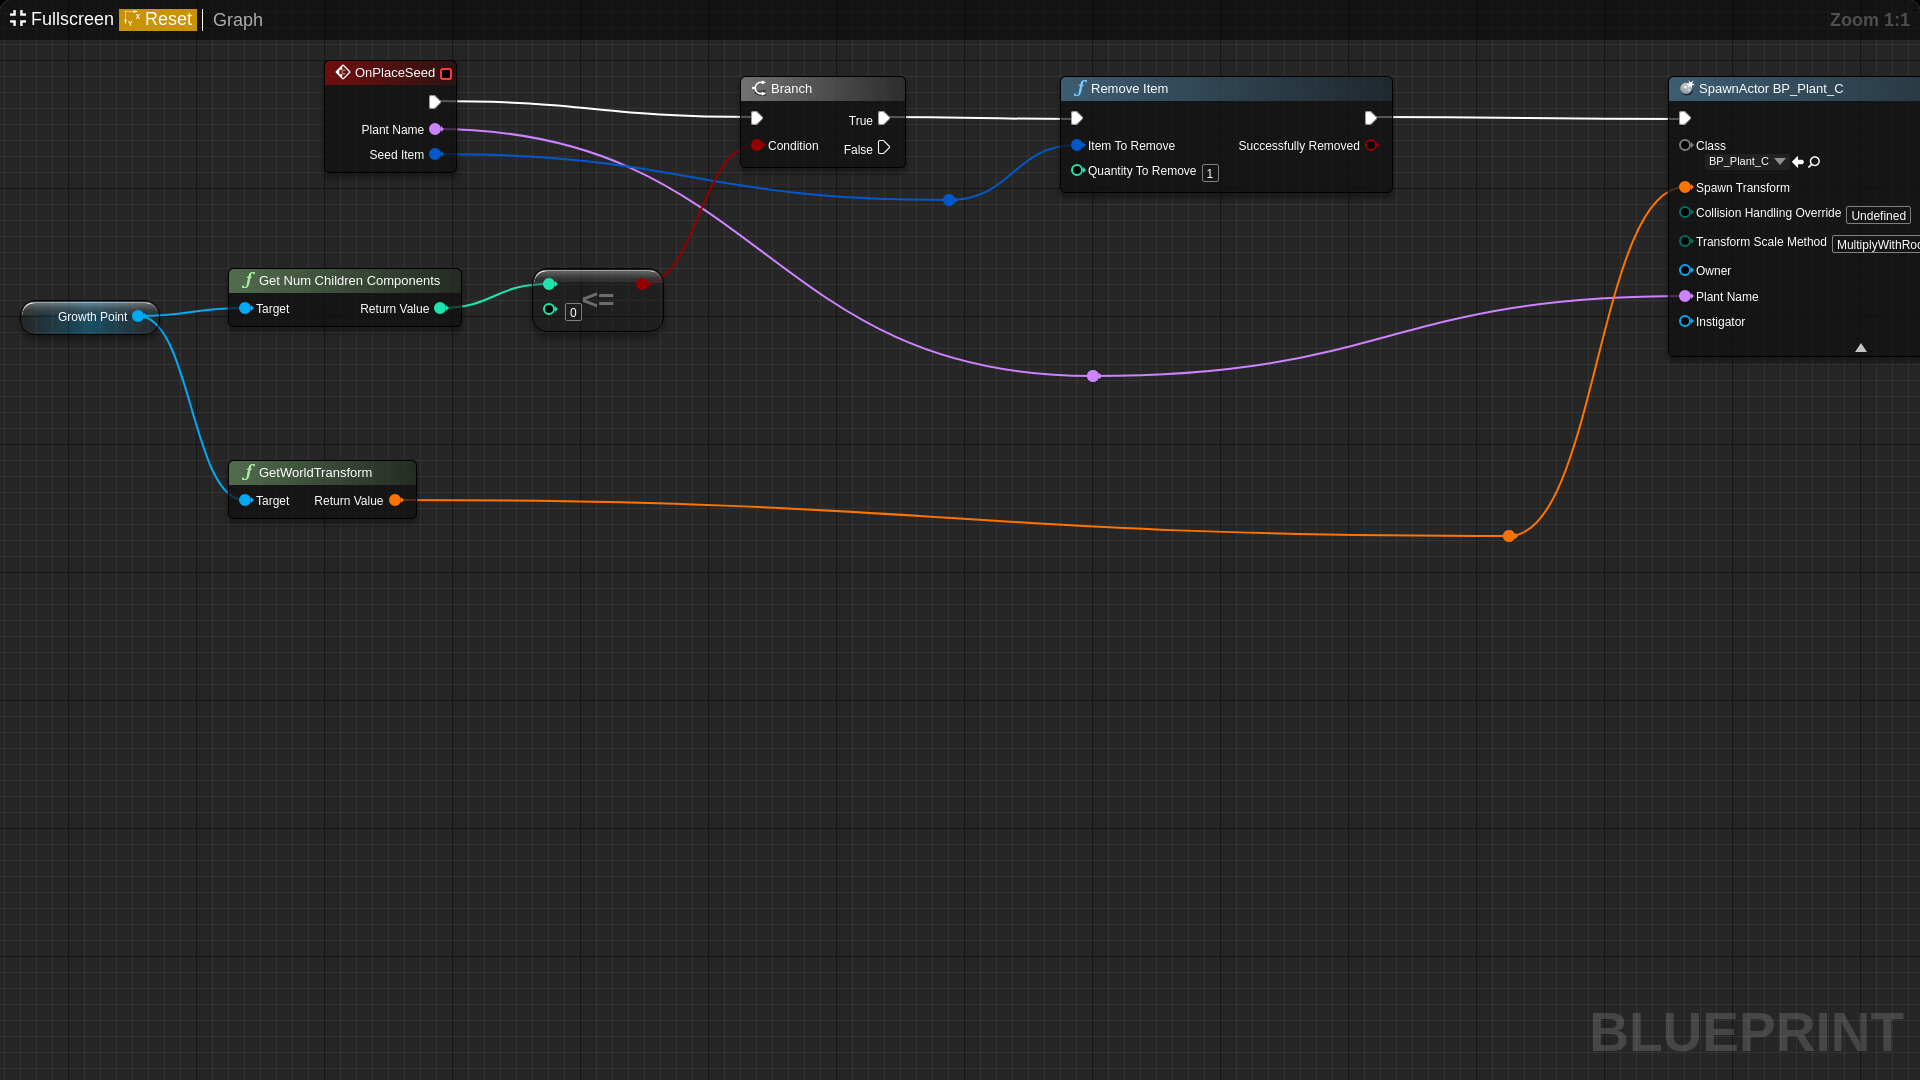 Fullscreen Reset Graph
Zoom 1:1
OnPlaceSeed
Plant Name
Seed Item
Branch
True
Condition
False
Remove Item
Item To Remove
Successfully Removed
Quantity To Remove 1
SpawnActor BP_Plant_C
Class
BP_Plant_C
Spawn Transform
Collision Handling Override Undefined
Transform Scale Method MultiplyWithRoo
Owner
Plant Name
Instigator
Growth Point
Get Num Children Components
Target
Return Value
<=
0
GetWorldTransform
Target
Return Value
BLUEPRINT